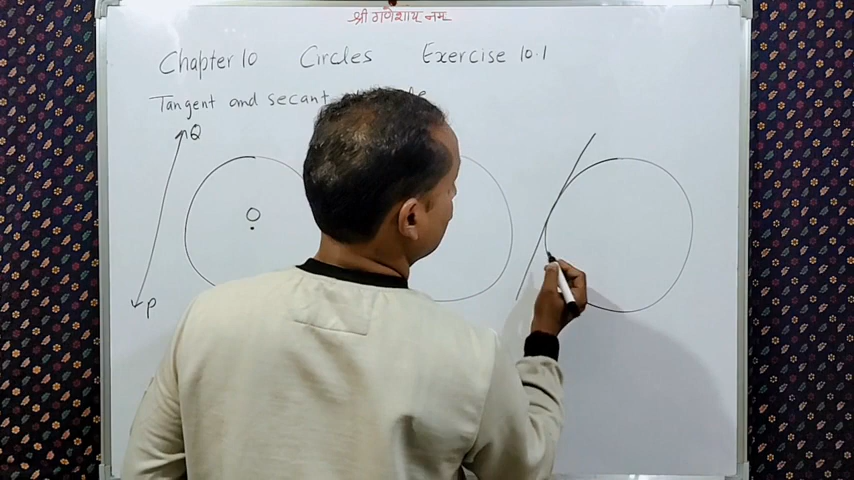 श्री गणेशाय नम
Chapter 10 Circles Exercise 10.1
Tangent and secant
Q
O
P